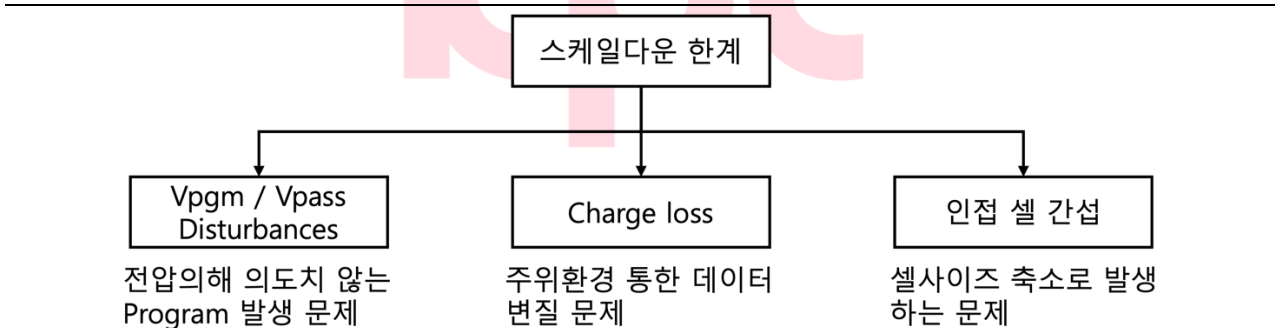 스케일다운 한계
Vpgm / Vpass
Disturbances
Charge loss
인접 셀 간섭
전압의해 의도치 않는
Program 발생 문제
주위환경 통한 데이터
변질 문제
셀사이즈 축소로 발생
하는 문제